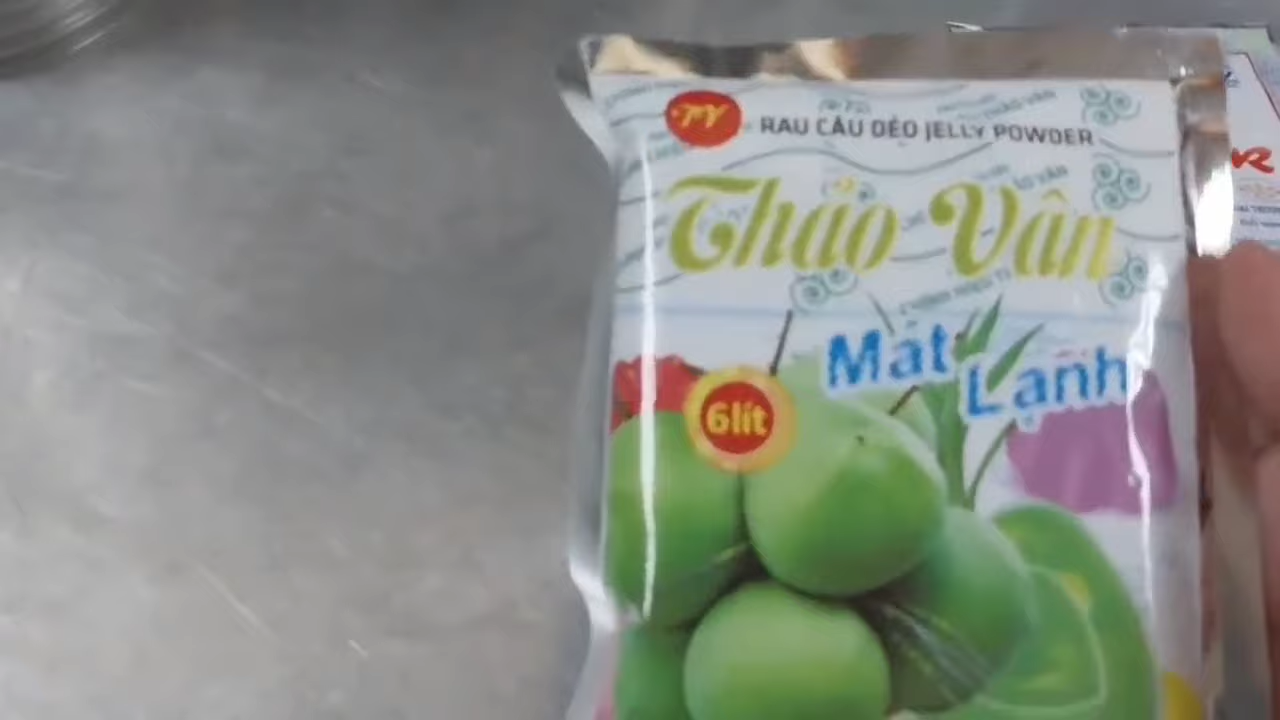 TV
RAU CÂU DẺO JELLY POWDER
Thảo Vân
Mát
Lạnh
6 lít